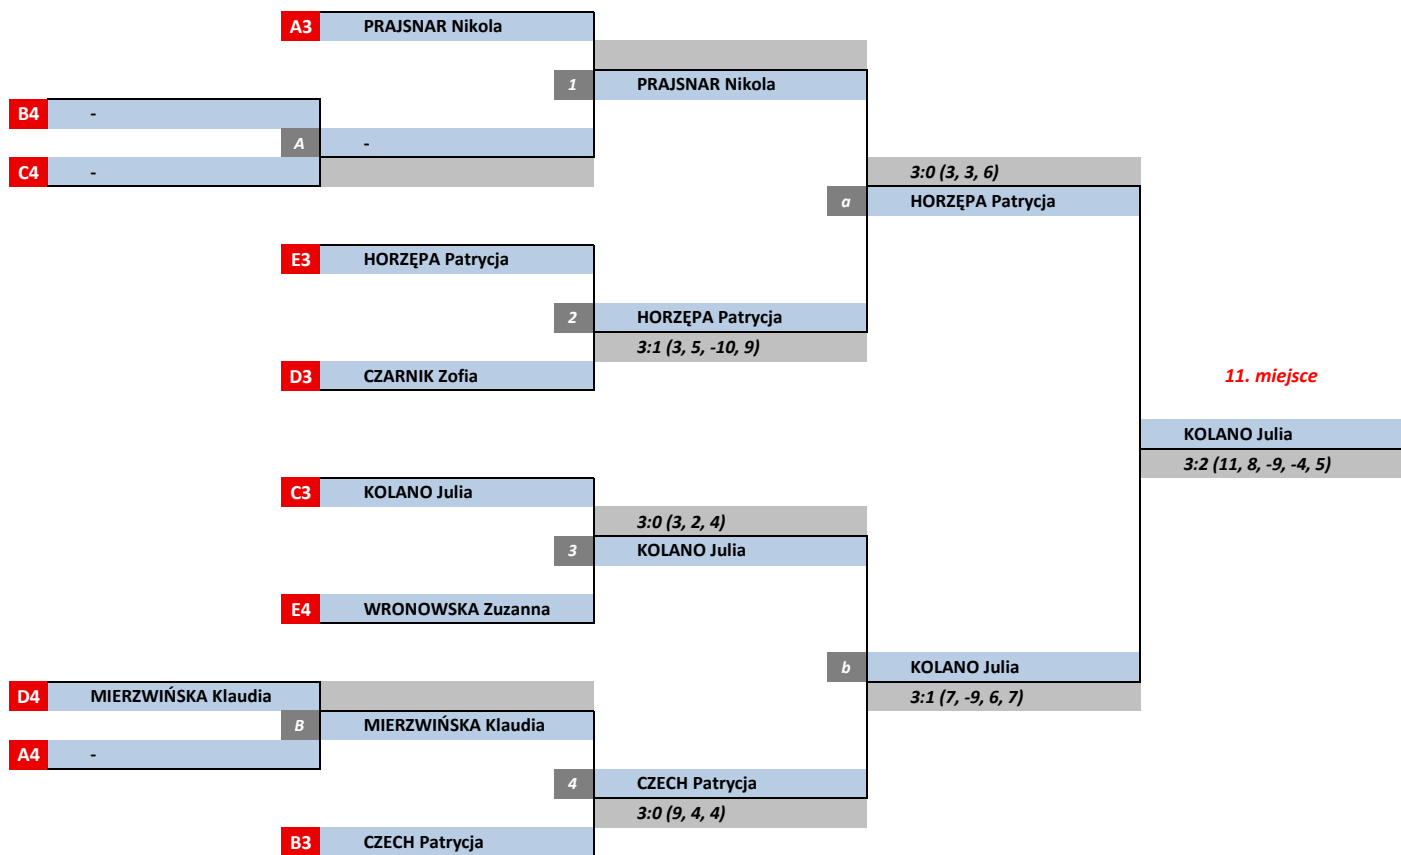 A3 PRAJSNAR Nikola
1 PRAJSNAR Nikola
B4 -
A -
C4 -
3:0 (3, 3, 6)
a HORZĘPA Patrycja
E3 HORZĘPA Patrycja
2 HORZĘPA Patrycja
3:1 (3, 5, -10, 9)
D3 CZARNIK Zofia
11. miejsce
KOLANO Julia
3:2 (11, 8, -9, -4, 5)
C3 KOLANO Julia
3:0 (3, 2, 4)
3 KOLANO Julia
E4 WRONOWSKA Zuzanna
b KOLANO Julia
3:1 (7, -9, 6, 7)
D4 MIERZWIŃSKA Klaudia
B MIERZWIŃSKA Klaudia
A4 -
4 CZECH Patrycja
3:0 (9, 4, 4)
B3 CZECH Patrycja